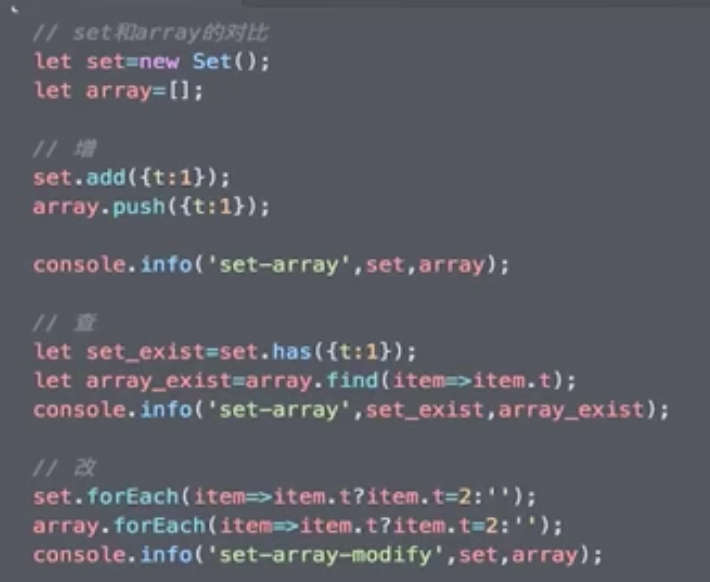 // set和array的对比
let set=new Set();
let array=[];
// 增
set.add({t:1});
array.push({t:1});
console.info('set-array',set,array);
// 查
let set_exist=set.has({t:1});
let array_exist=array.find(item=>item.t);
console.info('set-array',set_exist,array_exist);
// 改
set.forEach(item=>item.t?item.t=2:'');
array.forEach(item=>item.t?item.t=2:'');
console.info('set-array-modify',set,array);